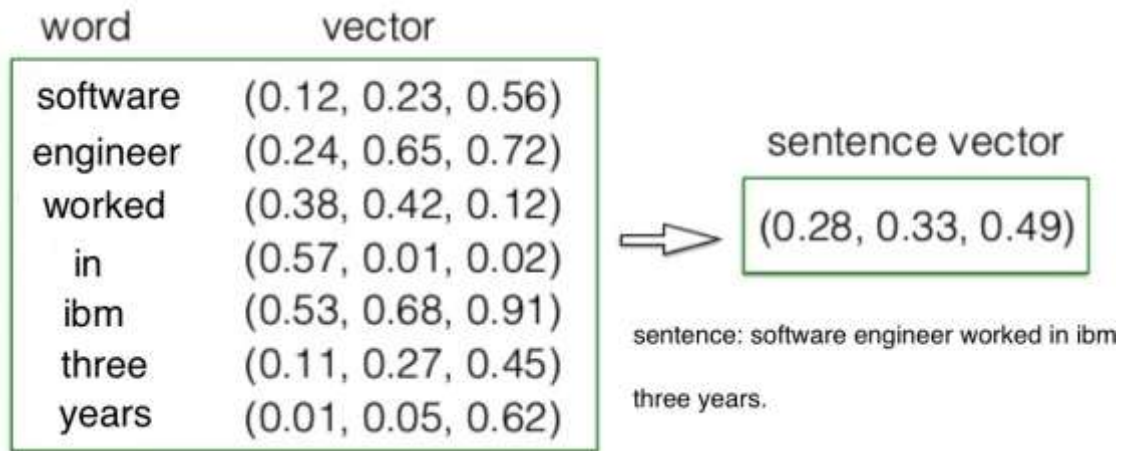 word vector
software (0.12, 0.23, 0.56)
engineer (0.24, 0.65, 0.72)
worked (0.38, 0.42, 0.12)
in (0.57, 0.01, 0.02)
ibm (0.53, 0.68, 0.91)
three (0.11, 0.27, 0.45)
years (0.01, 0.05, 0.62)
sentence vector
(0.28, 0.33, 0.49)
sentence: software engineer worked in ibm
three years.